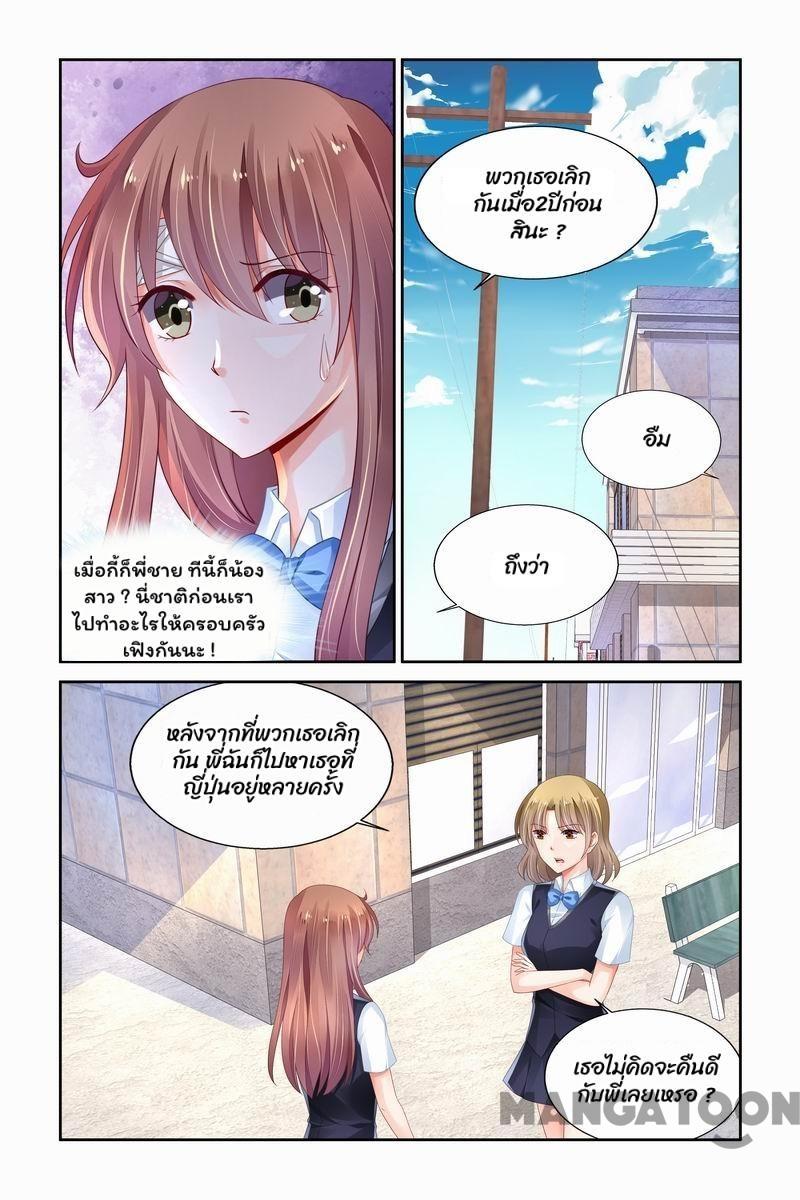 เมื่อกี้ก็พี่ชาย ทีนี้ก็น้อง
สาว ? นี่ชาติก่อนเรา
ไปทำอะไรให้ครอบครัว
เฟิงกันนะ !
พวกเธอเลิก
กันเมื่อ2ปีก่อน
สินะ ?
อืม
ถึงว่า
หลังจากที่พวกเธอเลิก
กัน พี่ฉันก็ไปหาเธอที่
ญี่ปุ่นอยู่หลายครั้ง
เธอไม่คิดจะคืนดี
กับพี่เลยเหรอ ?
MANGATOON